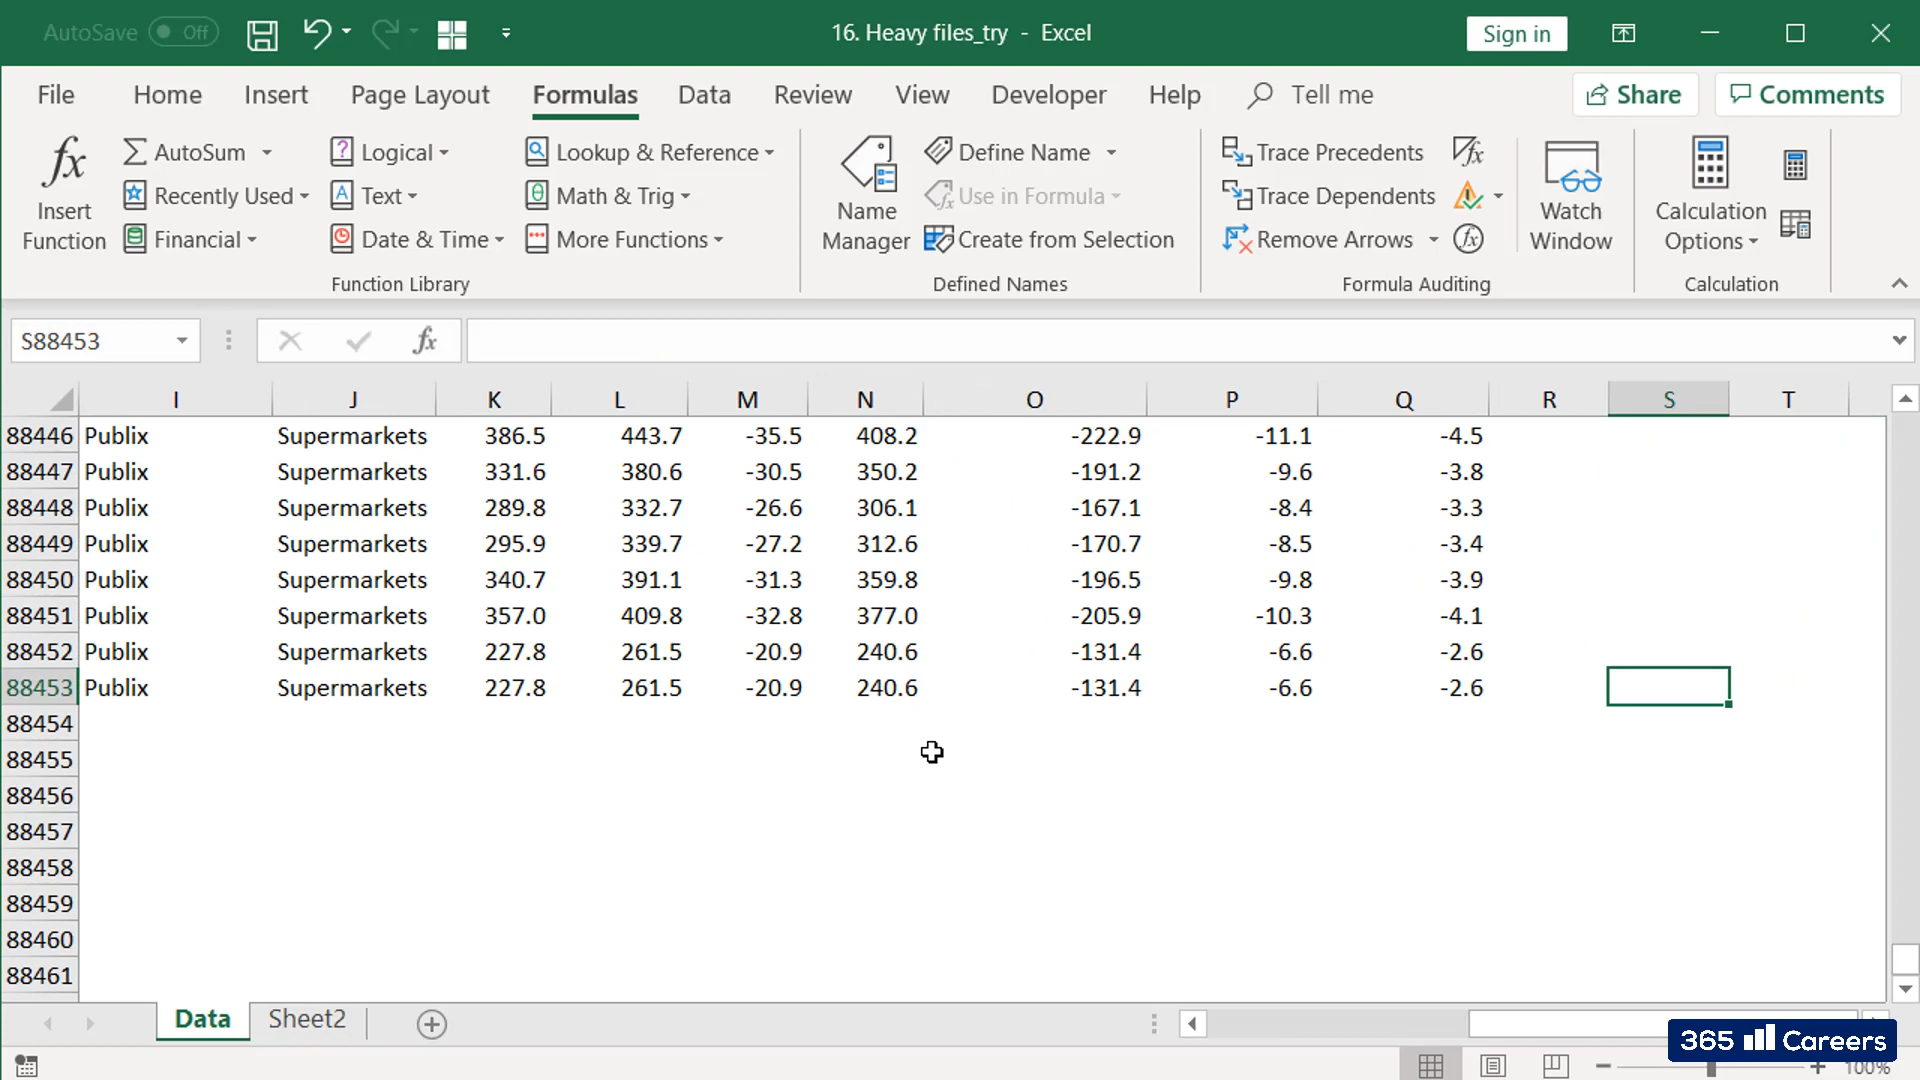 AutoSave Off 16. Heavy files_try - Excel Sign in
File Home Insert Page Layout Formulas Data Review View Developer Help Tell me Share Comments
fx Insert Function
AutoSum
Recently Used
Financial
Logical
Text
Date & Time
Lookup & Reference
Math & Trig
More Functions
Function Library
Name Manager
Define Name
Use in Formula
Create from Selection
Defined Names
Trace Precedents
Trace Dependents
Remove Arrows
Formula Auditing
Watch Window
Calculation Options
Calculation
S88453 fx
I J K L M N O P Q R S T
88446 Publix Supermarkets 386.5 443.7 -35.5 408.2 -222.9 -11.1 -4.5
88447 Publix Supermarkets 331.6 380.6 -30.5 350.2 -191.2 -9.6 -3.8
88448 Publix Supermarkets 289.8 332.7 -26.6 306.1 -167.1 -8.4 -3.3
88449 Publix Supermarkets 295.9 339.7 -27.2 312.6 -170.7 -8.5 -3.4
88450 Publix Supermarkets 340.7 391.1 -31.3 359.8 -196.5 -9.8 -3.9
88451 Publix Supermarkets 357.0 409.8 -32.8 377.0 -205.9 -10.3 -4.1
88452 Publix Supermarkets 227.8 261.5 -20.9 240.6 -131.4 -6.6 -2.6
88453 Publix Supermarkets 227.8 261.5 -20.9 240.6 -131.4 -6.6 -2.6
88454
88455
88456
88457
88458
88459
88460
88461
Data Sheet2
365 Careers
100%